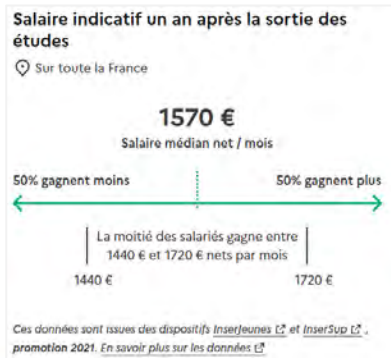 Salaire indicatif un an après la sortie des
études
Sur toute la France
1570 €
Salaire médian net / mois
50% gagnent moins
50% gagnent plus
La moitié des salariés gagne entre
1440 € et 1720 € nets par mois
1440 €
1720 €
Ces données sont issues des dispositifs InserJeunes et InserSup ,
promotion 2021. En savoir plus sur les données